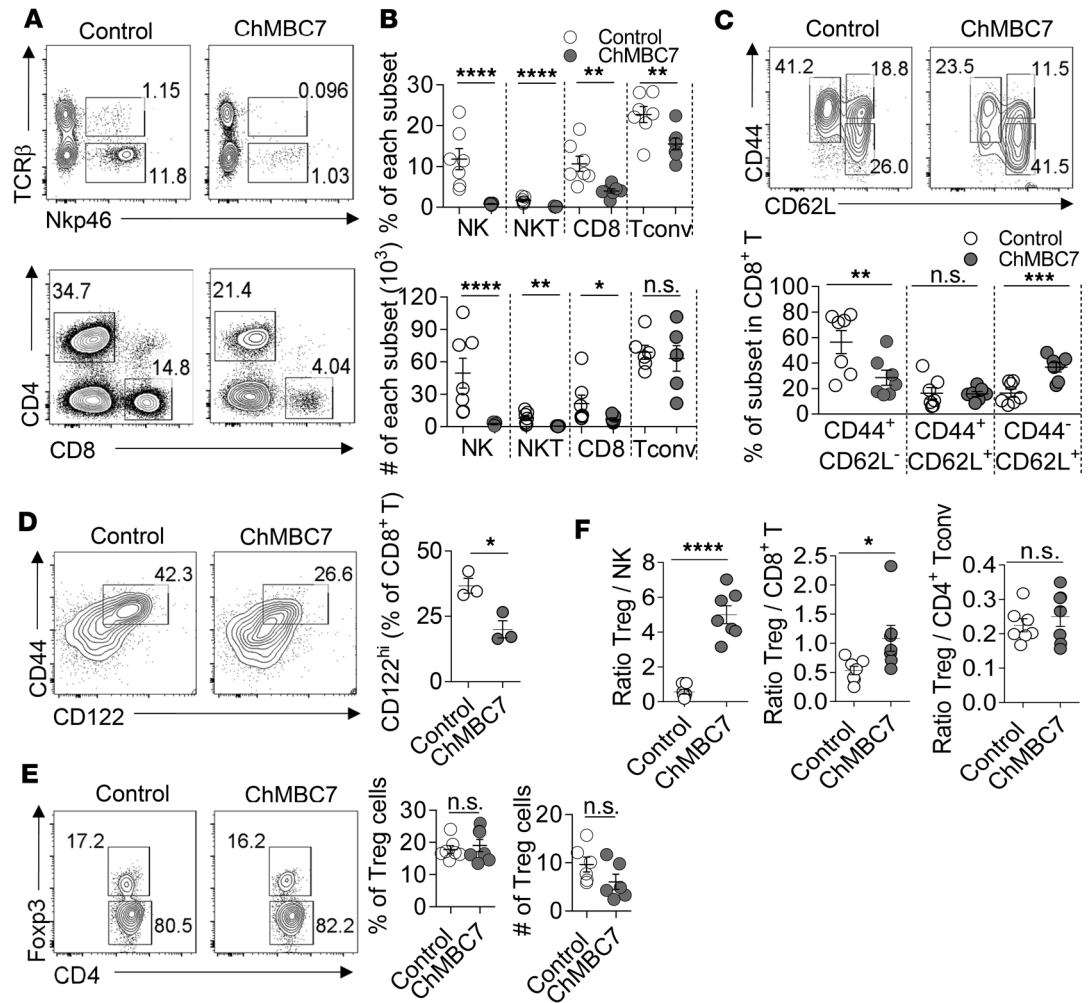 A
Control
ChMBC7
1.15
0.096
11.8
1.03
TCRβ
Nkp46
34.7
21.4
14.8
4.04
CD4
CD8
B
Control
ChMBC7
**** **** ** **
% of each subset
30
20
10
0
NK NKT CD8 Tconv
**** ** * n.s.
# of each subset (10³)
120
90
60
30
0
NK NKT CD8 Tconv
C
Control
ChMBC7
41.2
18.8
23.5
11.5
26.0
41.5
CD44
CD62L
Control
ChMBC7
** n.s. ***
% of subset in CD8⁺ T
100
80
60
40
20
0
CD44⁺ CD44⁺ CD44⁻
CD62L⁻ CD62L⁺ CD62L⁺
D
Control
ChMBC7
42.3
26.6
CD44
CD122
CD122ʰⁱ (% of CD8⁺ T)
*
50
25
0
Control
ChMBC7
E
Control
ChMBC7
17.2
16.2
80.5
82.2
Foxp3
CD4
% of Treg cells
n.s.
30
20
10
0
Control
ChMBC7
# of Treg cells
n.s.
20
10
0
Control
ChMBC7
F
Ratio Treg / NK
****
8
6
4
2
0
Control
ChMBC7
Ratio Treg / CD8⁺ T
*
2.5
2.0
1.5
1.0
0.5
0.0
Control
ChMBC7
Ratio Treg / CD4⁺ Tconv
n.s.
0.4
0.3
0.2
0.1
0.0
Control
ChMBC7